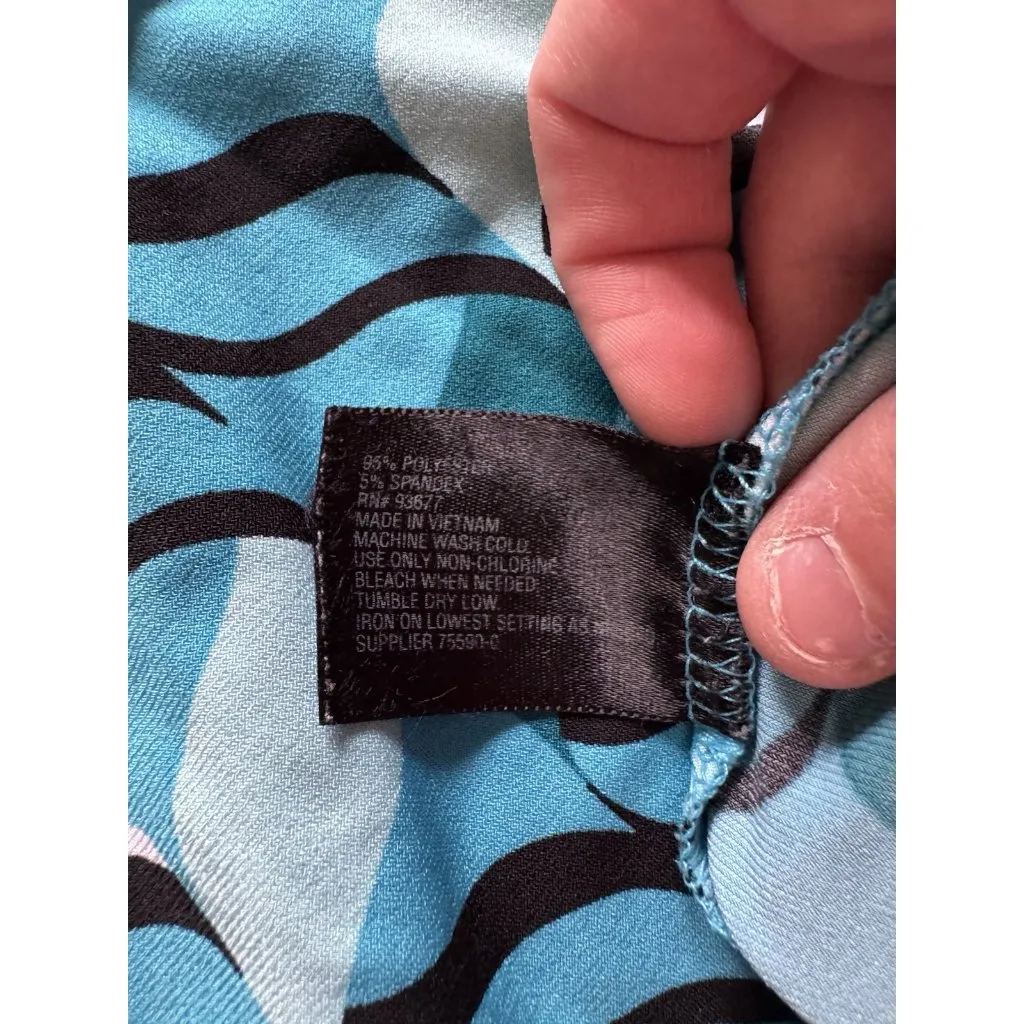 95% POLYESTER
5% SPANDEX
RN# 93677
MADE IN VIETNAM
MACHINE WASH COLD
USE ONLY NON-CHLORINE
BLEACH WHEN NEEDED
TUMBLE DRY LOW
IRON ON LOWEST SETTING AS
SUPPLIER 75590-C